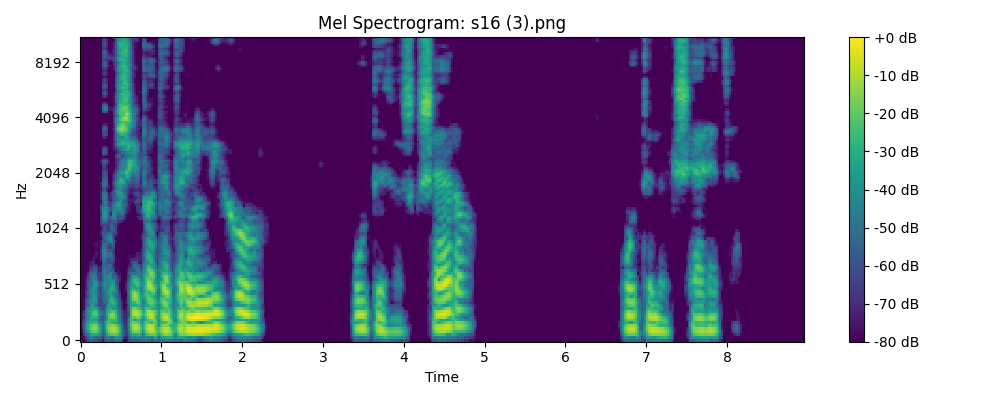 Mel Spectrogram: s16 (3).png
8192
4096
2048
1024
512
0
Hz
0 1 2 3 4 5 6 7 8
Time
+0 dB
-10 dB
-20 dB
-30 dB
-40 dB
-50 dB
-60 dB
-70 dB
-80 dB